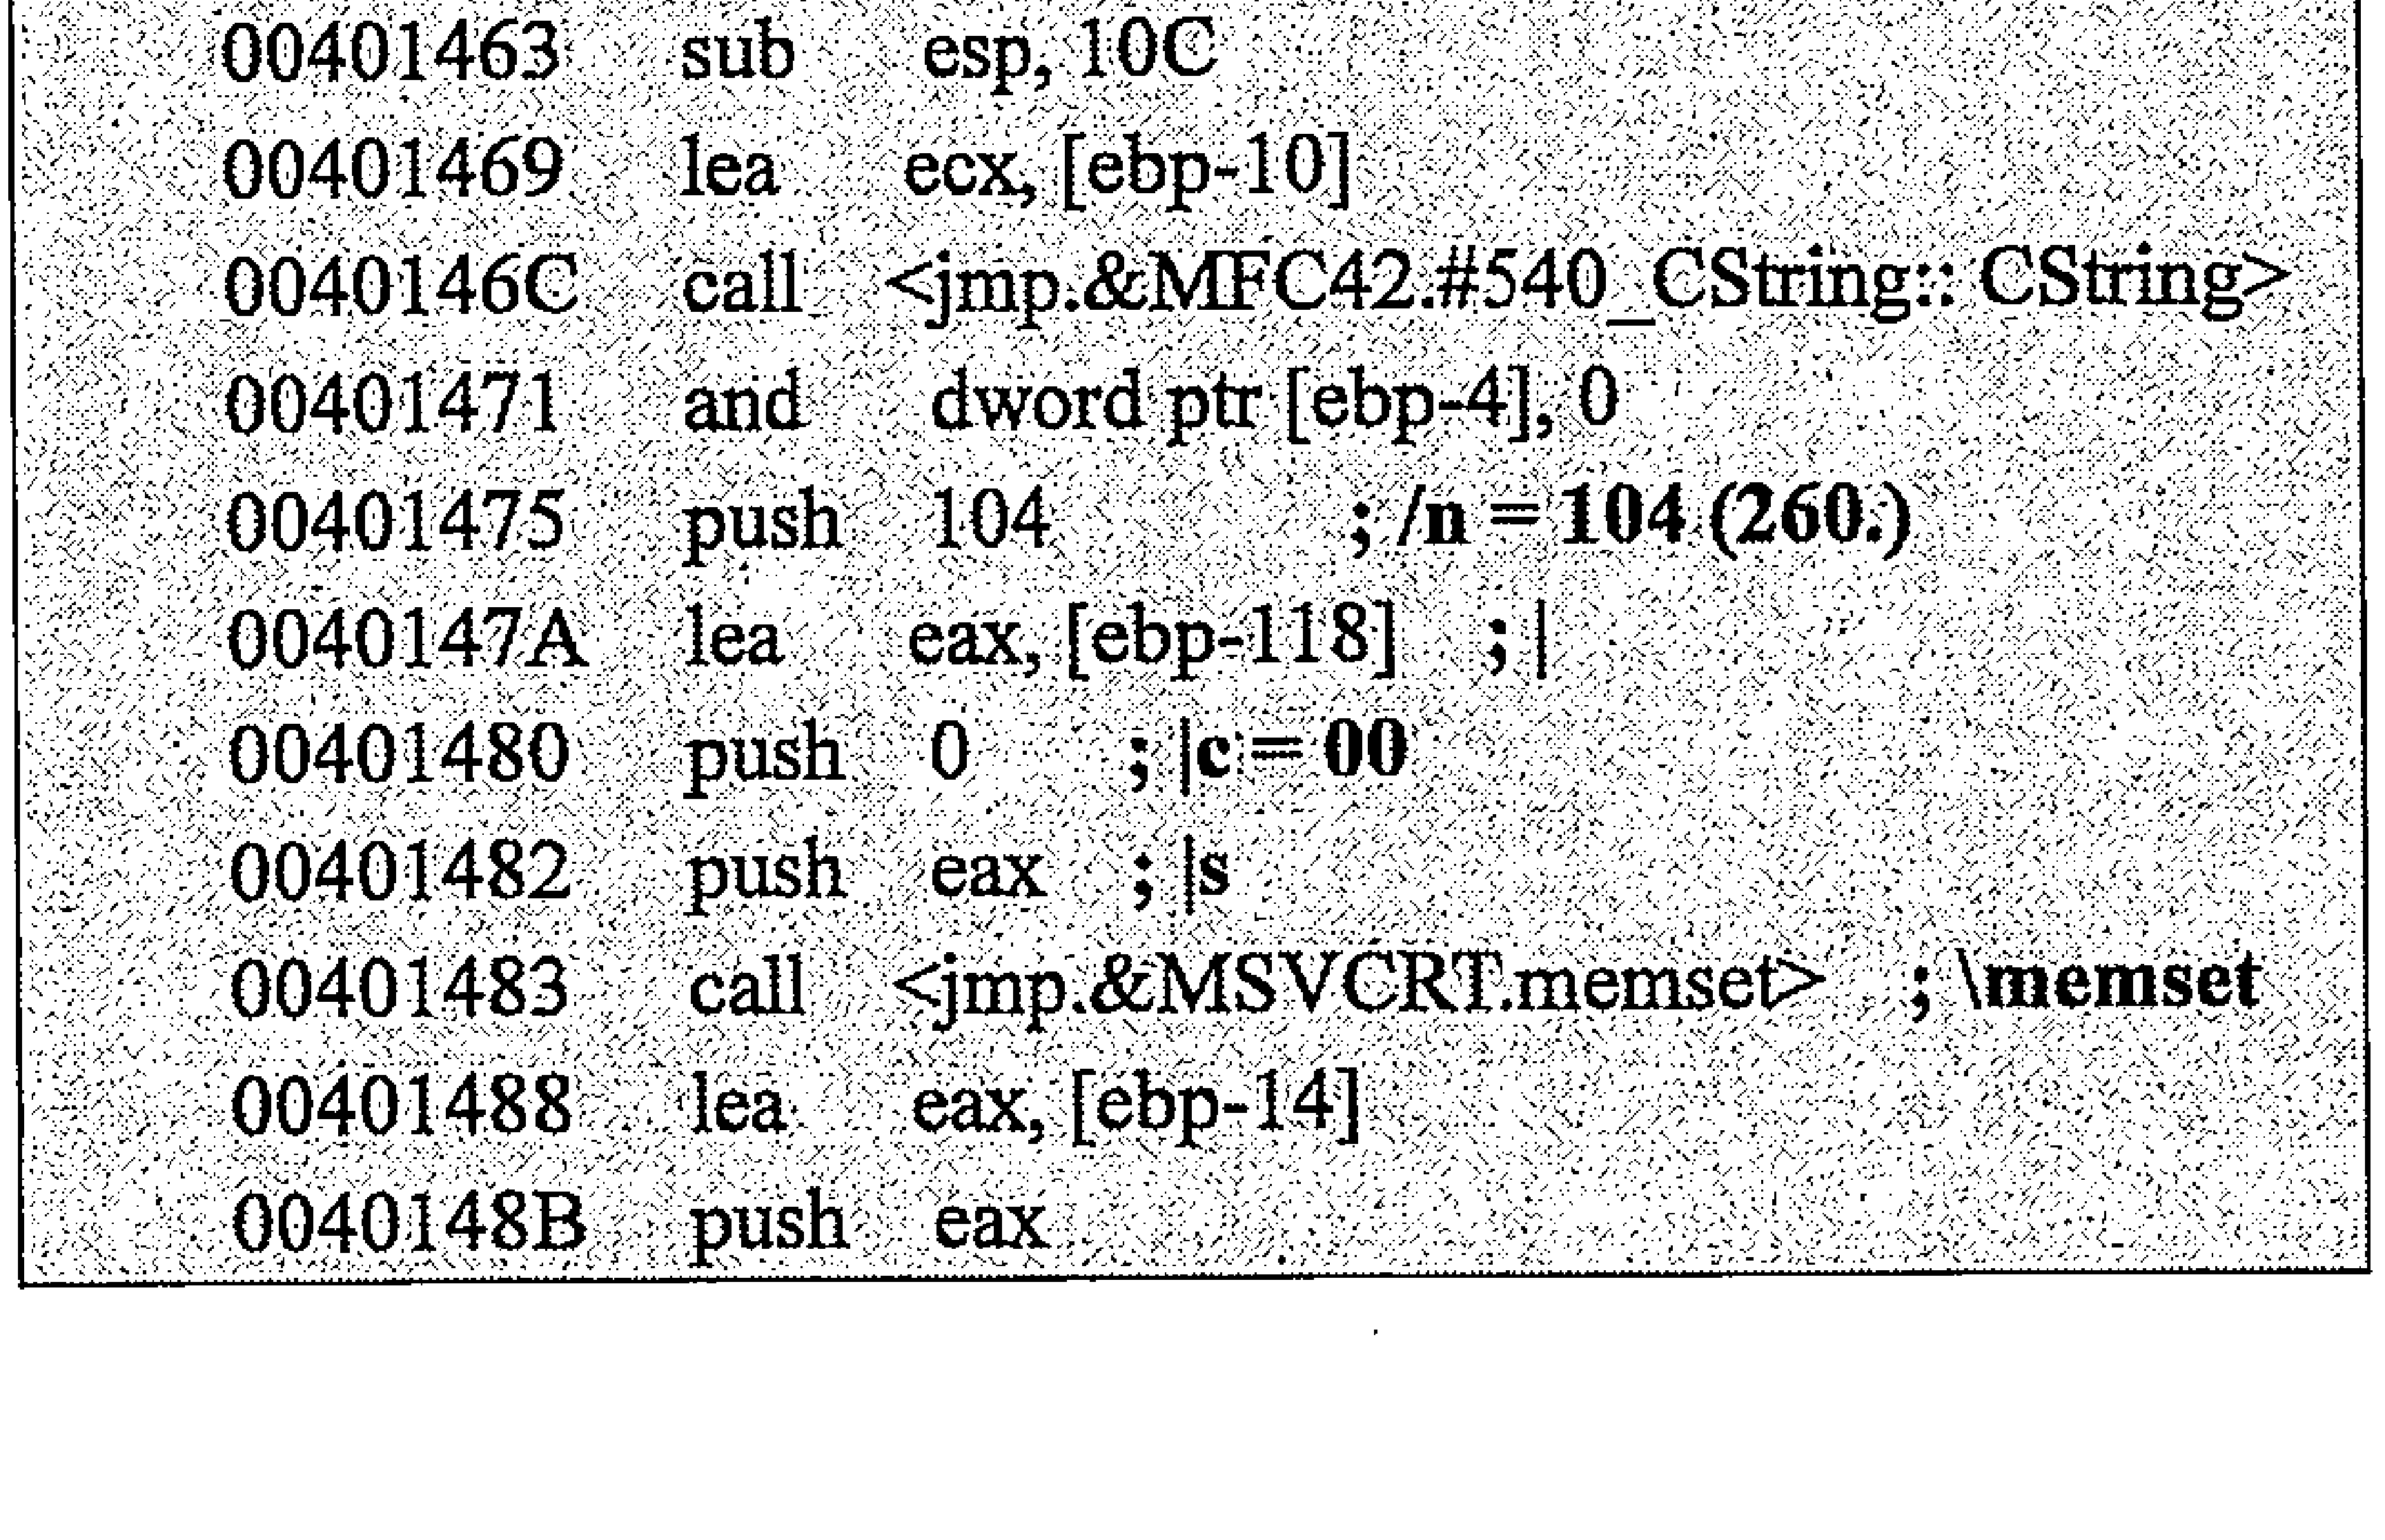 00401463 sub esp, 10C
00401469 lea ecx, [ebp-10]
0040146C call <jmp.&MFC42.#540_CString:: CString>
00401471 and dword ptr [ebp-4], 0
00401475 push 104 ; /n = 104 (260.)
0040147A lea eax, [ebp-118] ; |
00401480 push 0 ; |c = 00
00401482 push eax ; |s
00401483 call <jmp.&MSVCRT.memset> ; \memset
00401488 lea eax, [ebp-14]
0040148B push eax